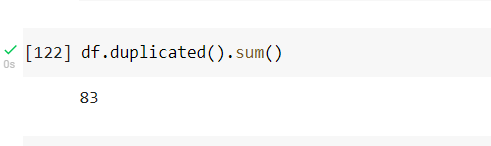 [122] df.duplicated().sum()
0s
83